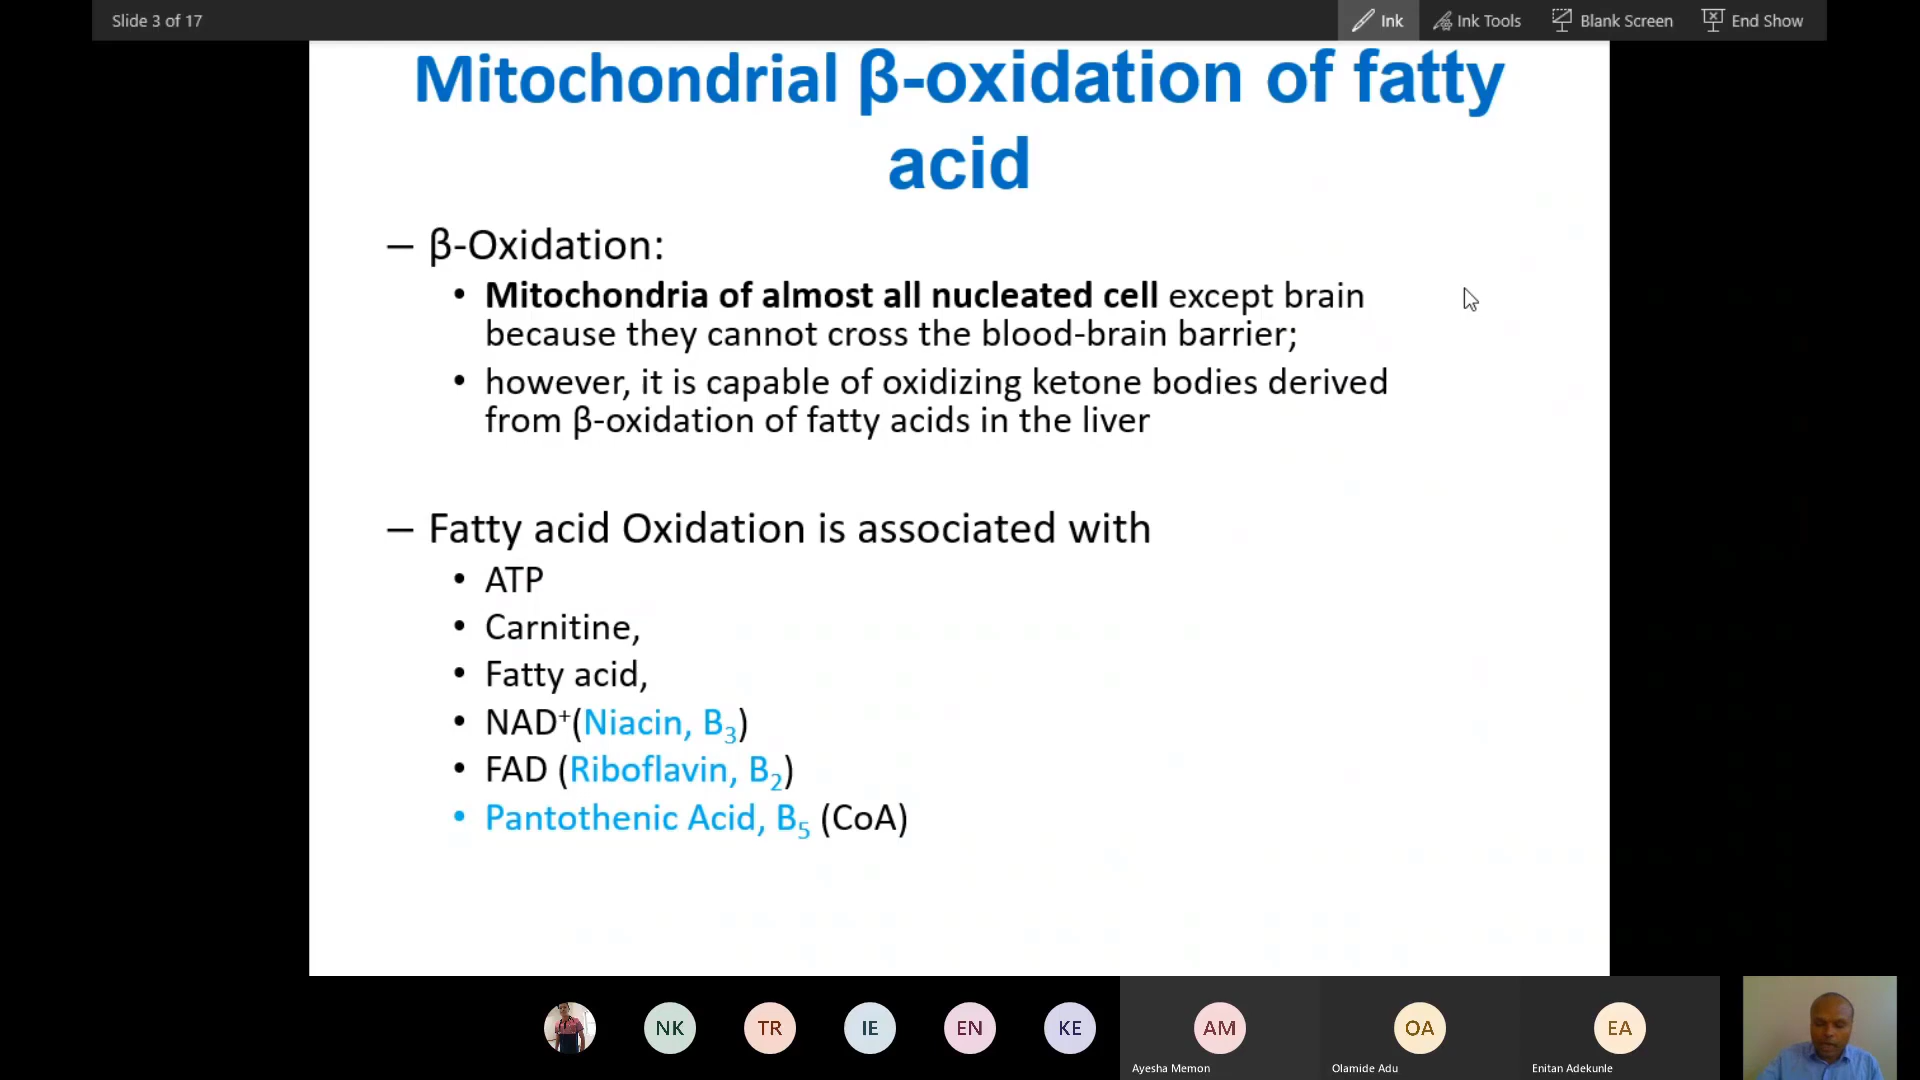 Slide 3 of 17
Ink
Ink Tools
Blank Screen
End Show
Mitochondrial β-oxidation of fatty
acid
– β-Oxidation:
• Mitochondria of almost all nucleated cell except brain
because they cannot cross the blood-brain barrier;
• however, it is capable of oxidizing ketone bodies derived
from β-oxidation of fatty acids in the liver
– Fatty acid Oxidation is associated with
• ATP
• Carnitine,
• Fatty acid,
• NAD⁺(Niacin, B₃)
• FAD (Riboflavin, B₂)
• Pantothenic Acid, B₅ (CoA)
NK
TR
IE
EN
KE
AM
OA
EA
Ayesha Memon
Olamide Adu
Enitan Adekunle